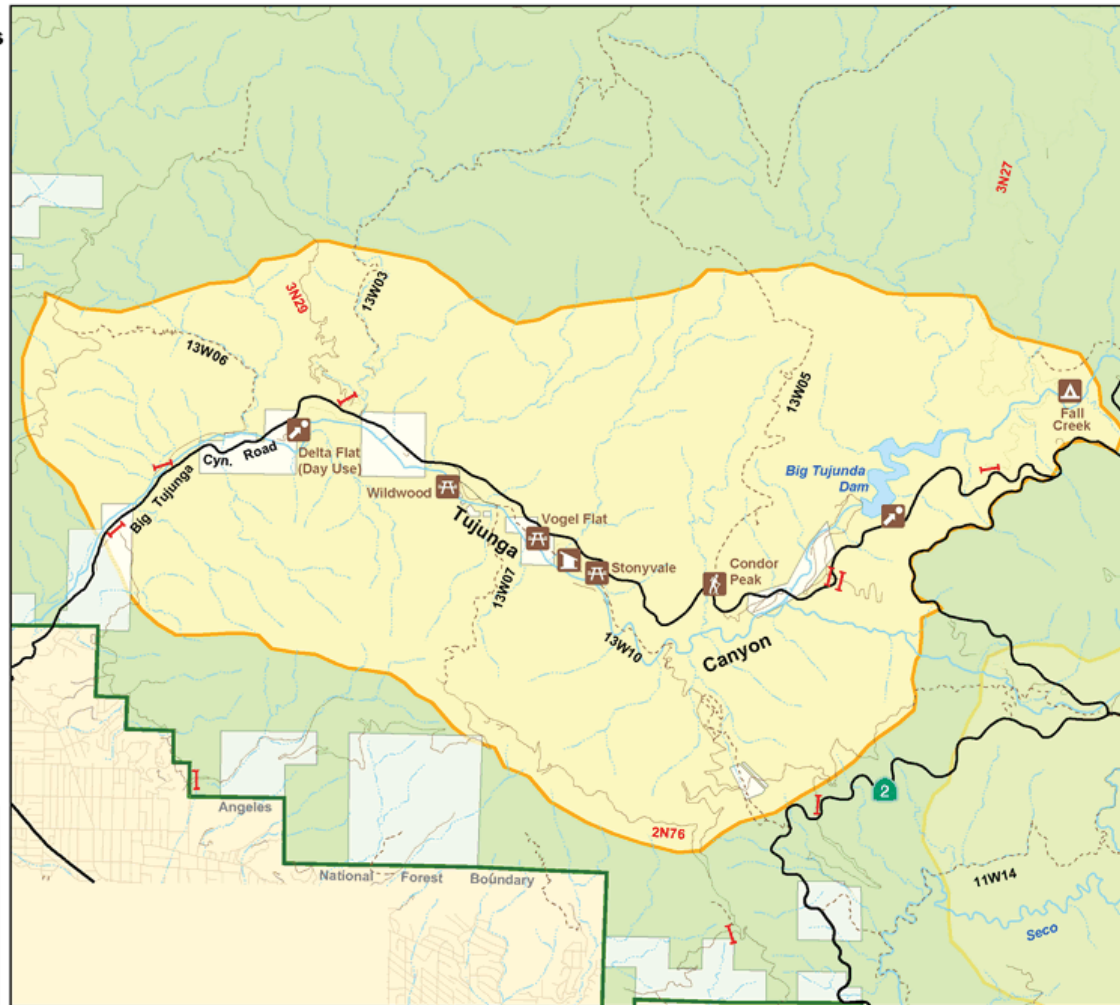 s
3N27
3N29
13W03
13W06
13W05
Fall
Creek
Delta Flat
(Day Use)
Cyn. Road
Big Tujunga
Big Tujunda
Dam
Wildwood
Tujunga
Vogel Flat
Stonyvale
Condor
Peak
13W07
13W10
Canyon
2
Angeles
2N76
National Forest Boundary
11W14
Seco